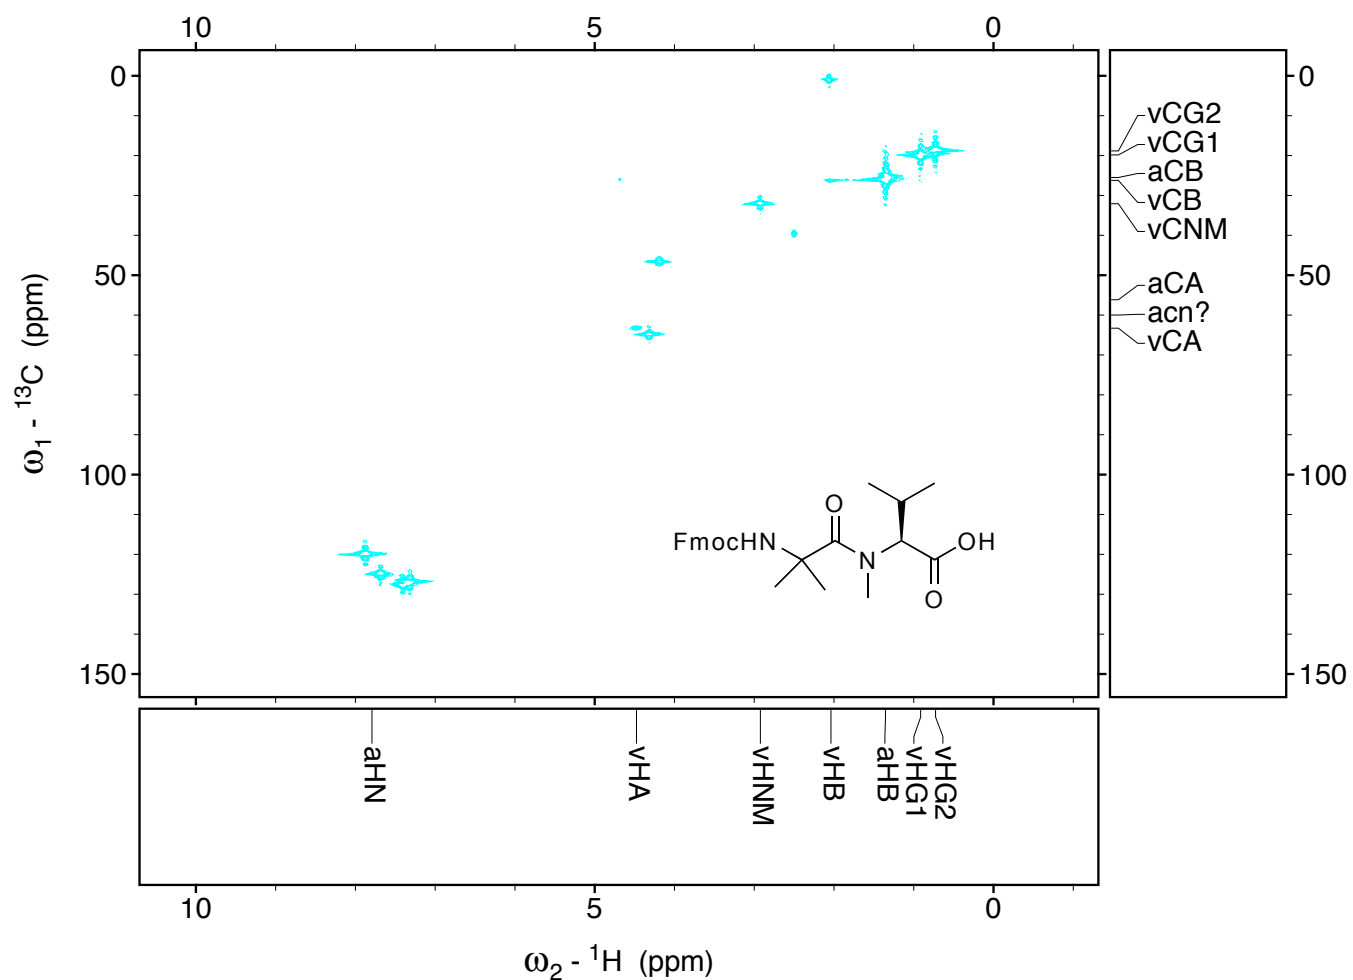 10 5 0
0 0
vCG2
vCG1
aCB
vCB
vCNM
50 50
aCA
acn?
vCA
ω₁ - ¹³C (ppm)
100 100
O
FmocHN N OH
O
150 150
aHN vHA vHNM vHB aHB vHG1 vHG2
10 5 0
ω₂ - ¹H (ppm)